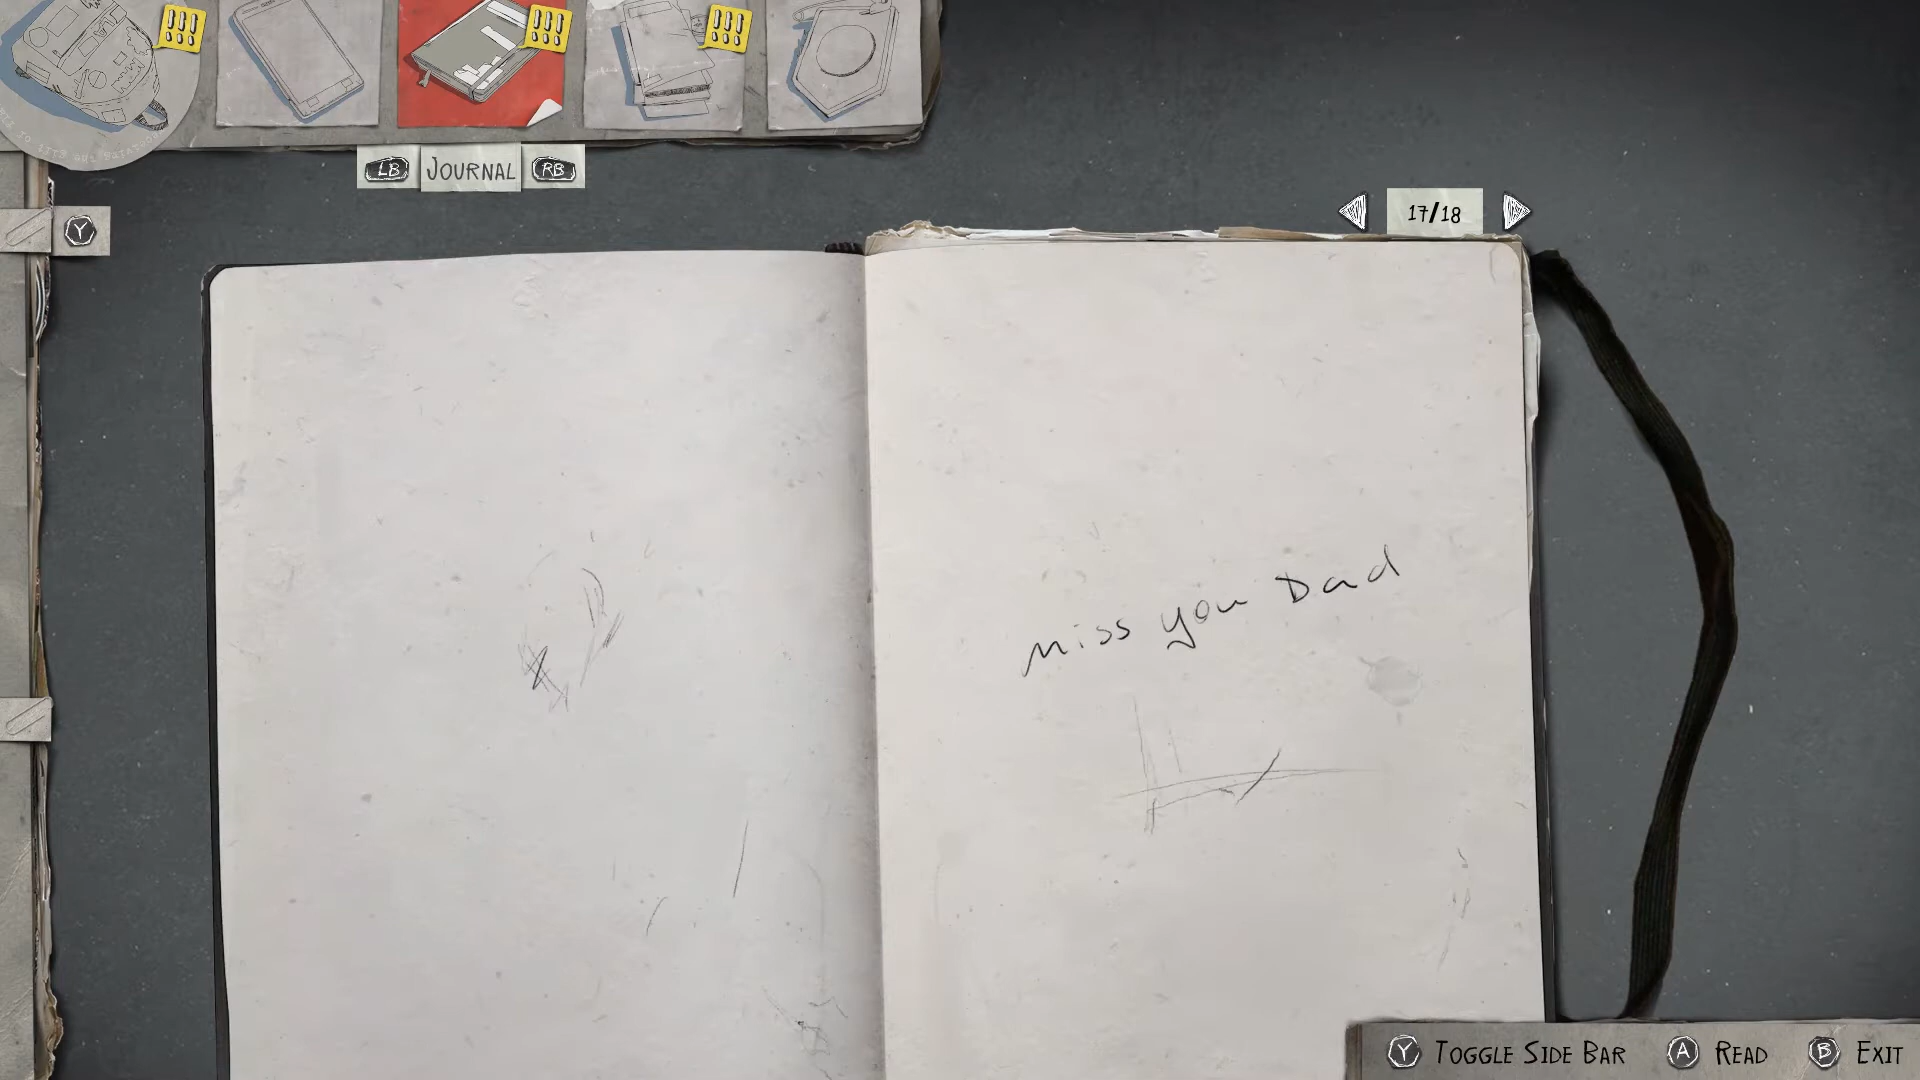 !!!
!!!
!!!
LB JOURNAL RB
17/18
Y
miss you Dad
Y TOGGLE SIDE BAR A READ B EXIT